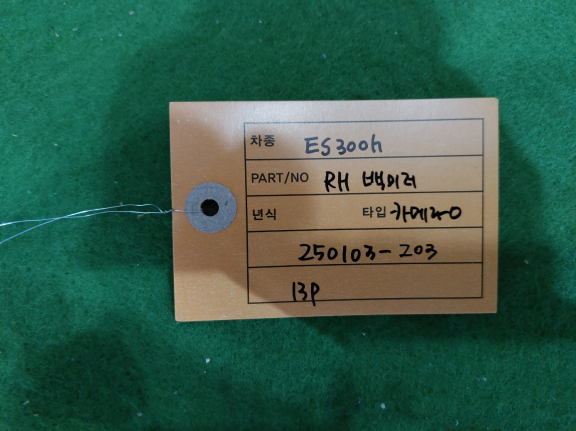 차종 ES300h
PART/NO RH 백미러
년식 타입 카메라O
250103-203
13P